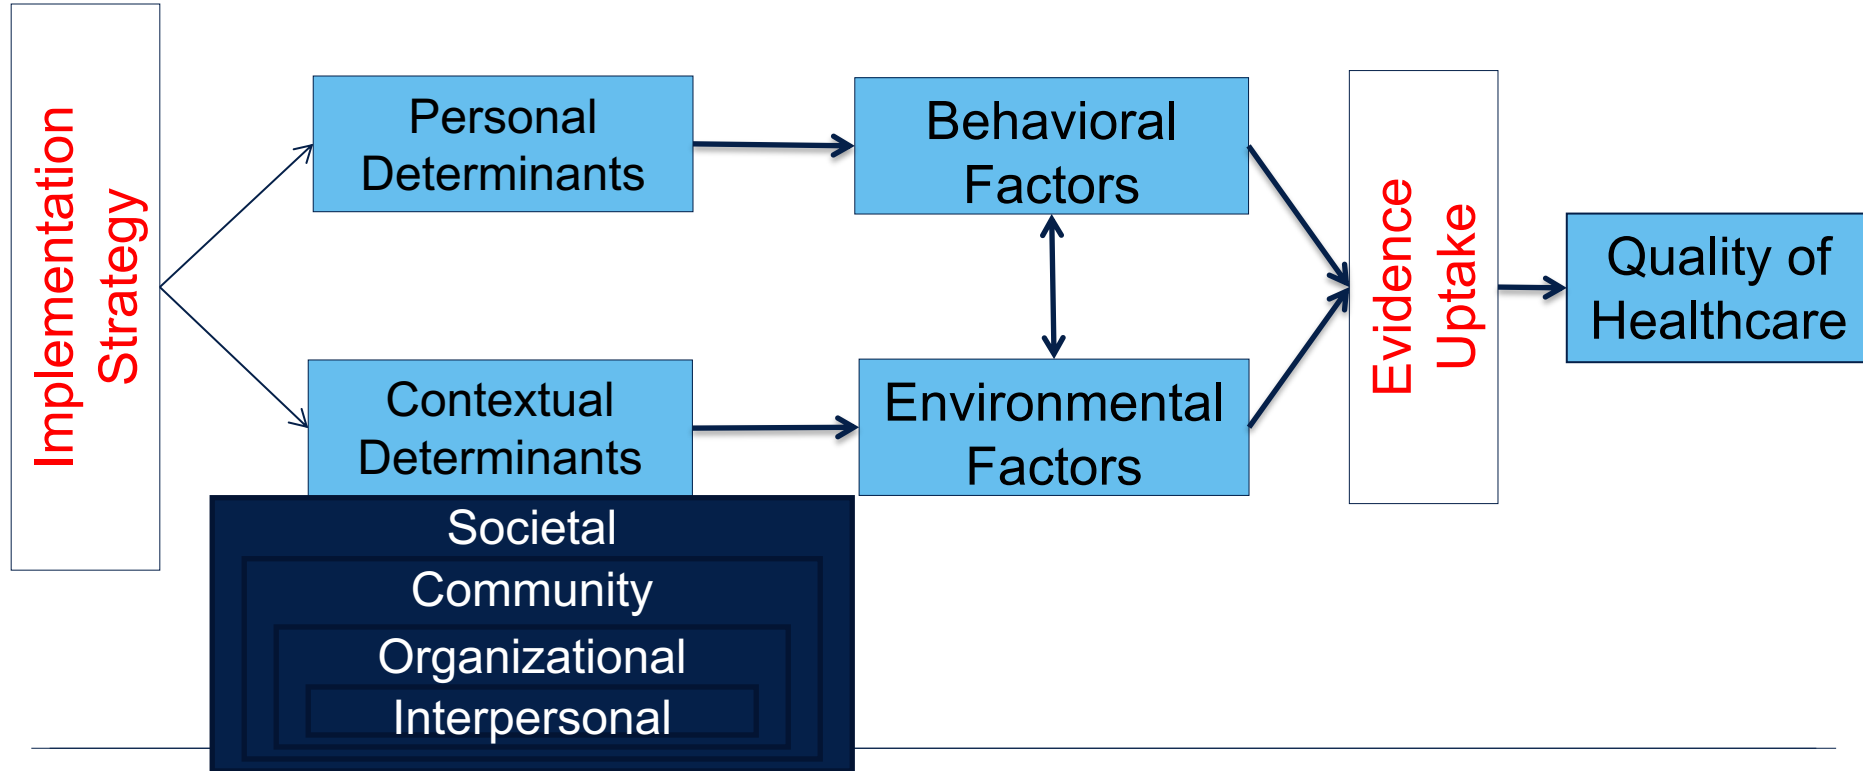 Implementation
Strategy
Personal
Determinants
Behavioral
Factors
Contextual
Determinants
Environmental
Factors
Societal
Community
Organizational
Interpersonal
Evidence
Uptake
Quality of
Healthcare